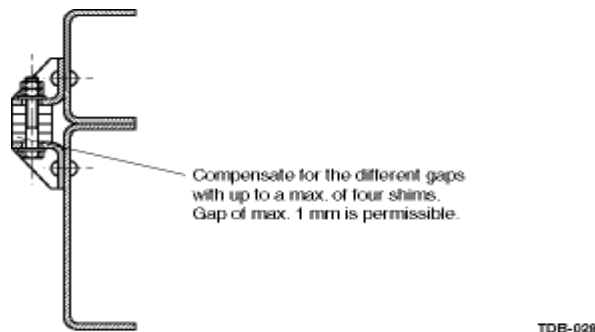 Compensate for the different gaps
with up to a max. of four shims.
Gap of max. 1 mm is permissible.
TDB-028